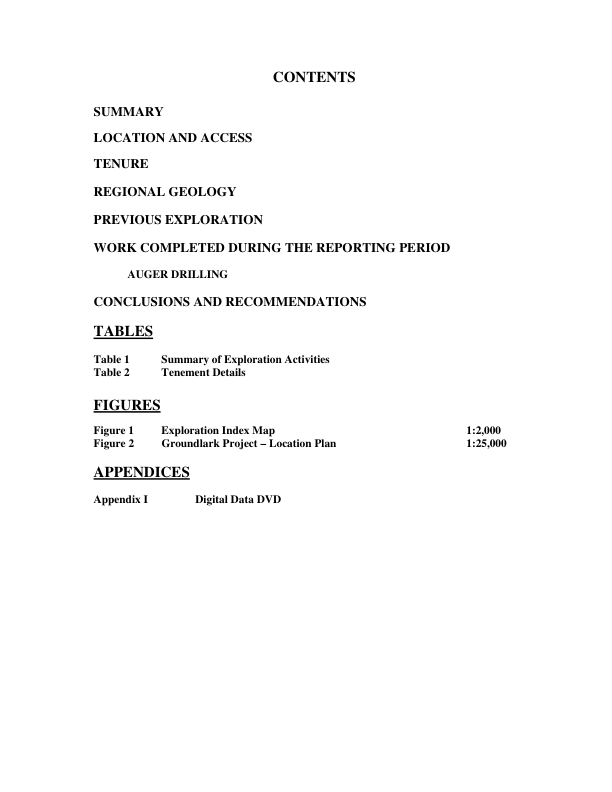 CONTENTS
SUMMARY
LOCATION AND ACCESS
TENURE
REGIONAL GEOLOGY
PREVIOUS EXPLORATION
WORK COMPLETED DURING THE REPORTING PERIOD
AUGER DRILLING
CONCLUSIONS AND RECOMMENDATIONS
TABLES
Table 1 Summary of Exploration Activities
Table 2 Tenement Details
FIGURES
Figure 1 Exploration Index Map 1:2,000
Figure 2 Groundlark Project – Location Plan 1:25,000
APPENDICES
Appendix I Digital Data DVD